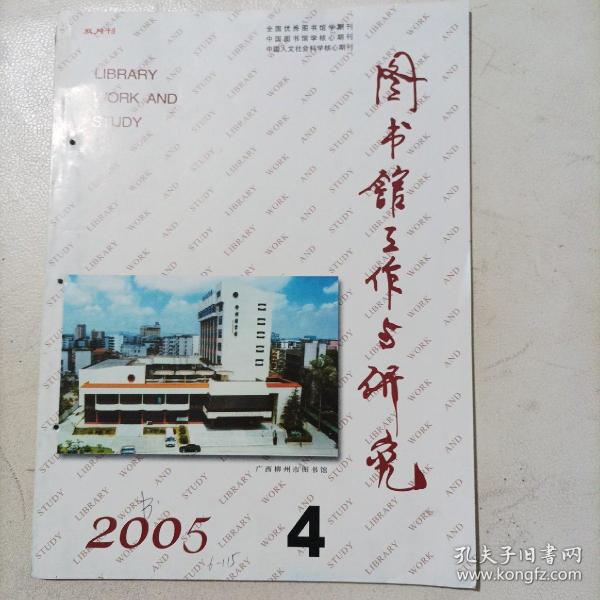 双月刊
全国优秀图书馆学期刊
中国图书馆学核心期刊
中国人文社会科学核心期刊
LIBRARY
WORK AND
STUDY
图书馆工作与研究
广西柳州市图书馆
2005
4
孔夫子旧书网
www.kongfz.com